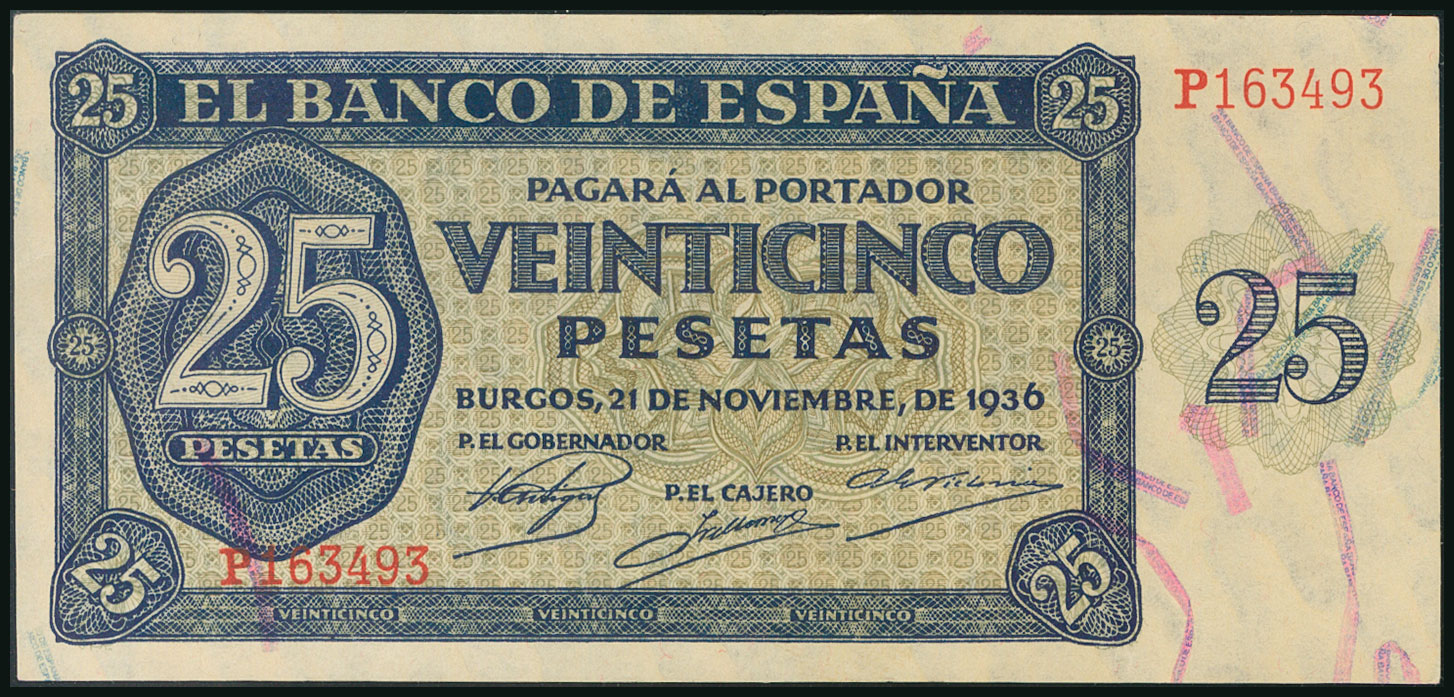 25 EL BANCO DE ESPAÑA 25
P163493
PAGARÁ AL PORTADOR
VEINTICINCO
PESETAS
25
PESETAS
25
25
25
BURGOS, 21 DE NOVIEMBRE, DE 1936
P. EL GOBERNADOR
P. EL INTERVENTOR
P. EL CAJERO
P163493
25
25
VEINTICINCO VEINTICINCO VEINTICINCO